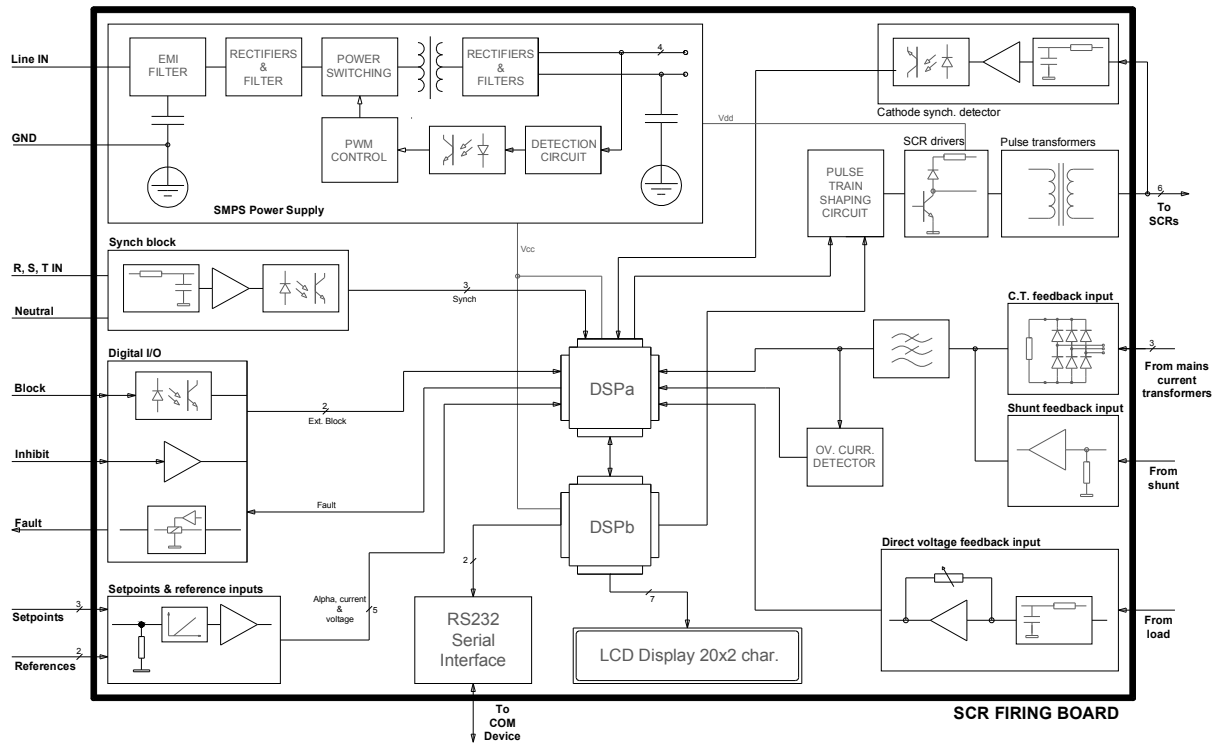 Line IN
GND
EMI
FILTER
RECTIFIERS
&
FILTER
POWER
SWITCHING
RECTIFIERS
&
FILTERS
4
PWM
CONTROL
DETECTION
CIRCUIT
SMPS Power Supply
Vdd
Vcc
Cathode synch. detector
SCR drivers
Pulse transformers
PULSE
TRAIN
SHAPING
CIRCUIT
6
To
SCRs
Synch block
R, S, T IN
Neutral
3
Synch
C.T. feedback input
3
From mains
current
transformers
Digital I/O
Block
Inhibit
Fault
2
Ext. Block
Fault
DSPa
DSPb
OV. CURR.
DETECTOR
Shunt feedback input
From
shunt
Direct voltage feedback input
From
load
Setpoints & reference inputs
3
Setpoints
2
References
Alpha, current
&
voltage
5
2
RS232
Serial
Interface
7
LCD Display 20x2 char.
To
COM
Device
SCR FIRING BOARD